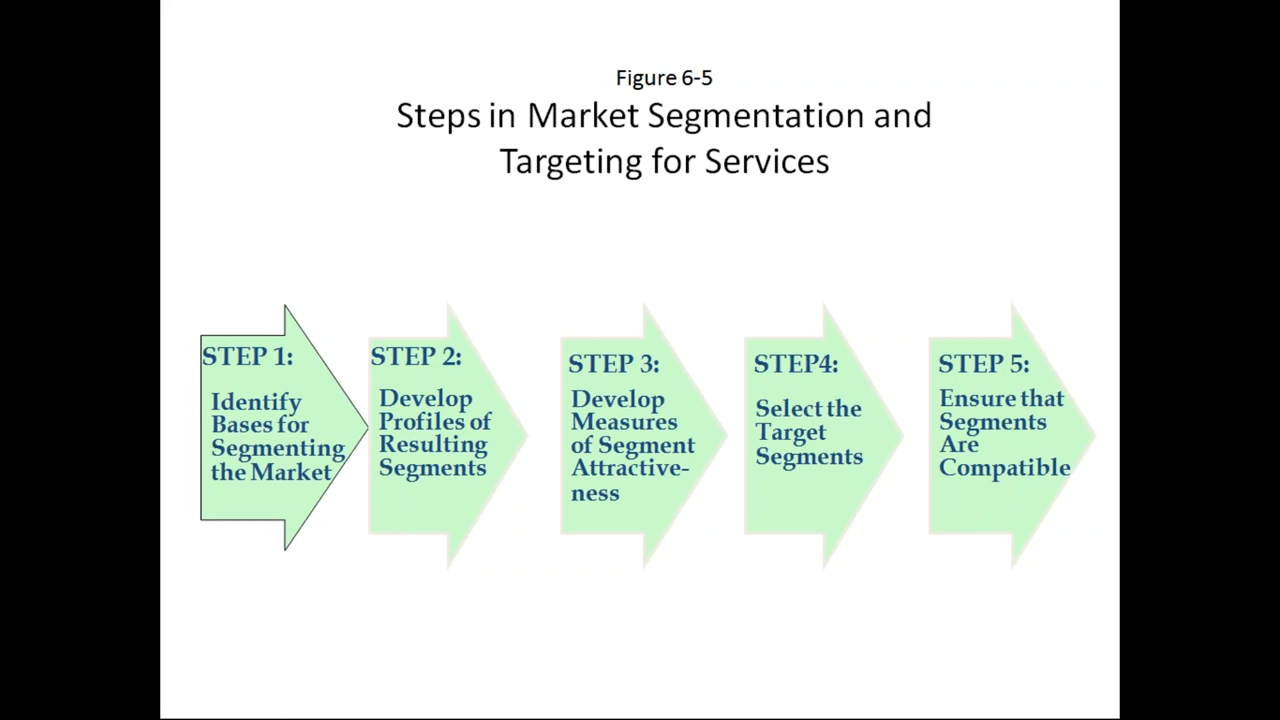 Figure 6-5
Steps in Market Segmentation and
Targeting for Services
STEP 1:
Identify
Bases for
Segmenting
the Market
STEP 2:
Develop
Profiles of
Resulting
Segments
STEP 3:
Develop
Measures
of Segment
Attractive-
ness
STEP4:
Select the
Target
Segments
STEP 5:
Ensure that
Segments
Are
Compatible